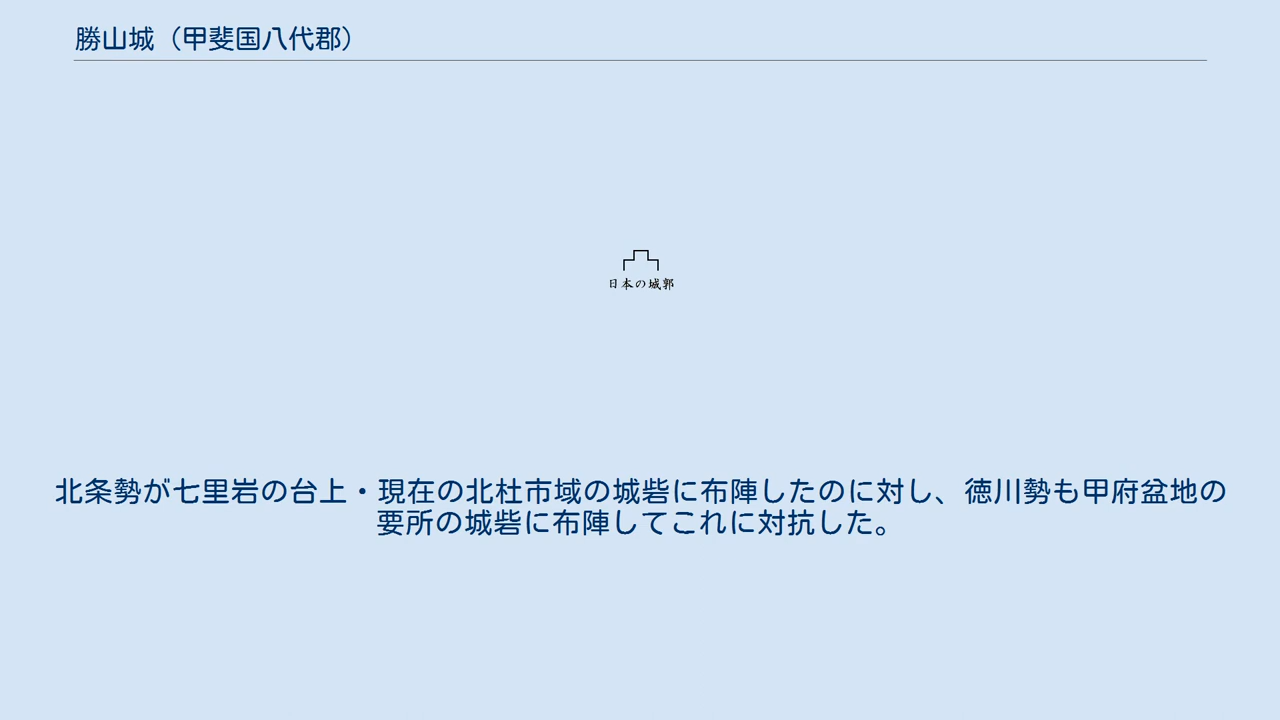 勝山城（甲斐国八代郡）
日本の城郭
北条勢が七里岩の台上・現在の北杜市域の城砦に布陣したのに対し、徳川勢も甲府盆地の
要所の城砦に布陣してこれに対抗した。